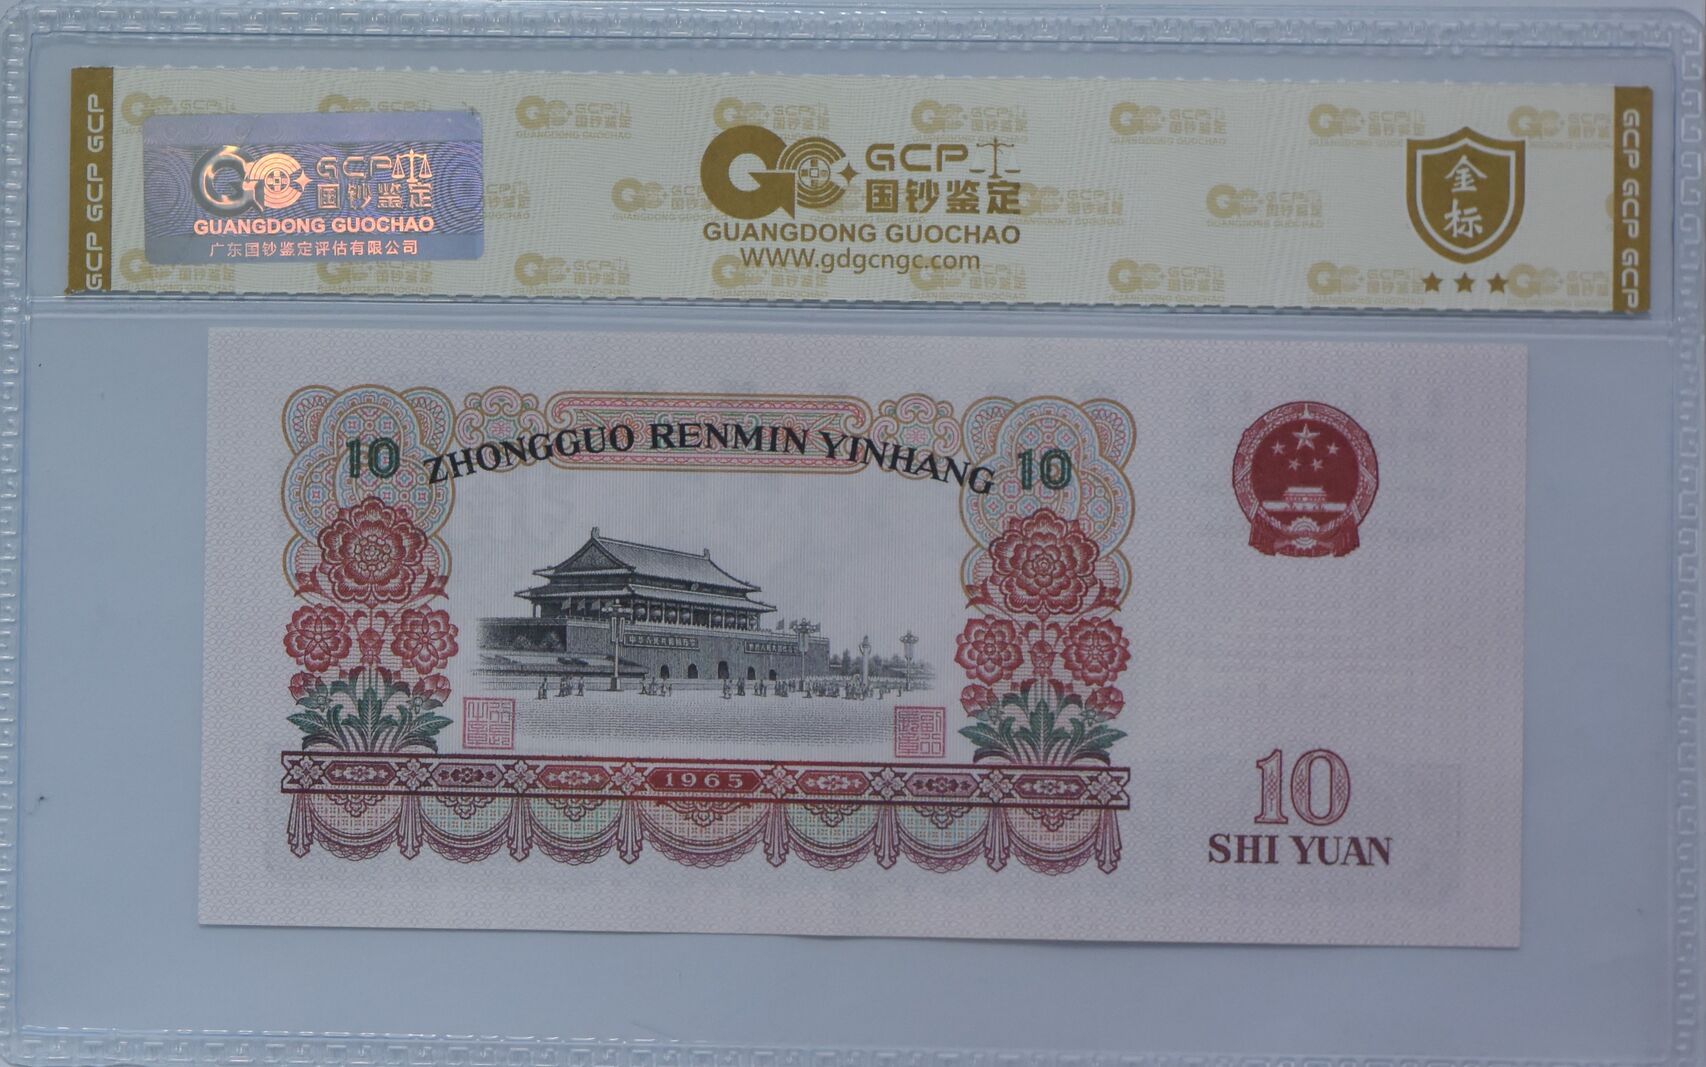 GCP GCP GCP
GCP
国钞鉴定
GUANGDONG GUOCHAO
广东国钞鉴定评估有限公司
GCP
国钞鉴定
GUANGDONG GUOCHAO
WWW.gdgcngc.com
金标
GCP GCP GCP
10 ZHONGGUO RENMIN YINHANG 10
1965
10
SHI YUAN